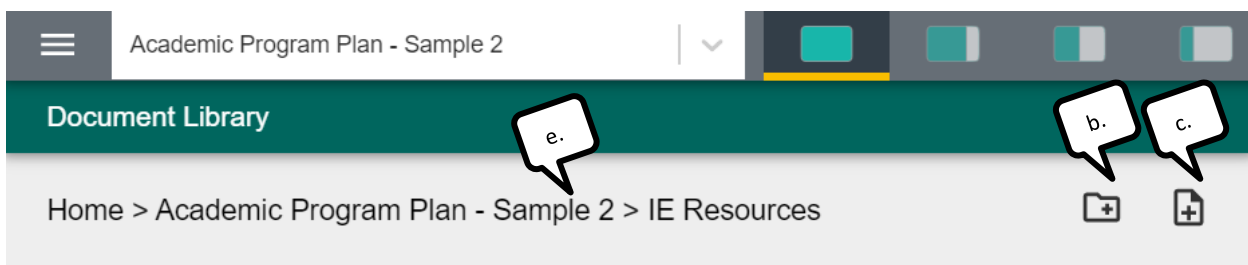 Academic Program Plan - Sample 2
Document Library
e.
b.
c.
Home > Academic Program Plan - Sample 2 > IE Resources